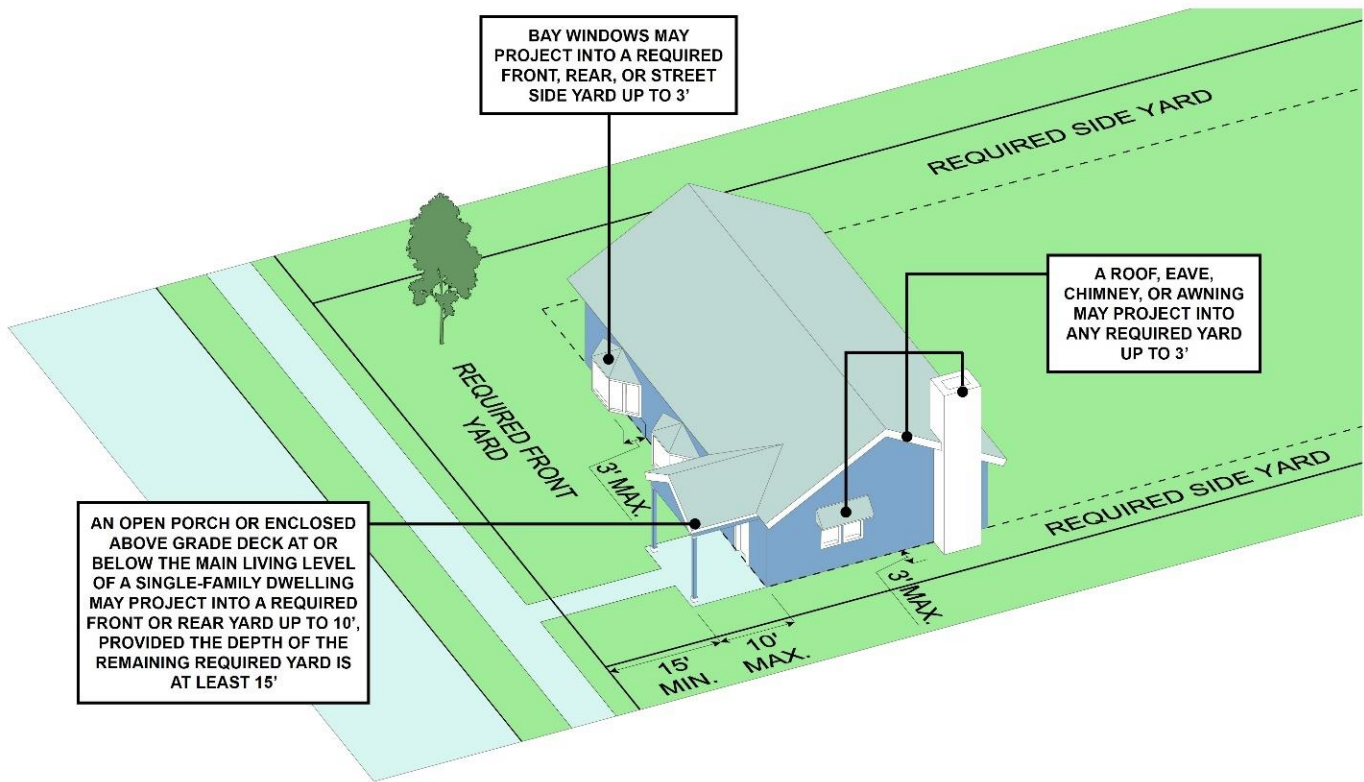 BAY WINDOWS MAY
PROJECT INTO A REQUIRED
FRONT, REAR, OR STREET
SIDE YARD UP TO 3'
REQUIRED SIDE YARD
A ROOF, EAVE,
CHIMNEY, OR AWNING
MAY PROJECT INTO
ANY REQUIRED YARD
UP TO 3'
REQUIRED FRONT
YARD
3' MAX.
AN OPEN PORCH OR ENCLOSED
ABOVE GRADE DECK AT OR
BELOW THE MAIN LIVING LEVEL
OF A SINGLE-FAMILY DWELLING
MAY PROJECT INTO A REQUIRED
FRONT OR REAR YARD UP TO 10',
PROVIDED THE DEPTH OF THE
REMAINING REQUIRED YARD IS
AT LEAST 15'
REQUIRED SIDE YARD
3' MAX.
10'
MAX.
15'
MIN.